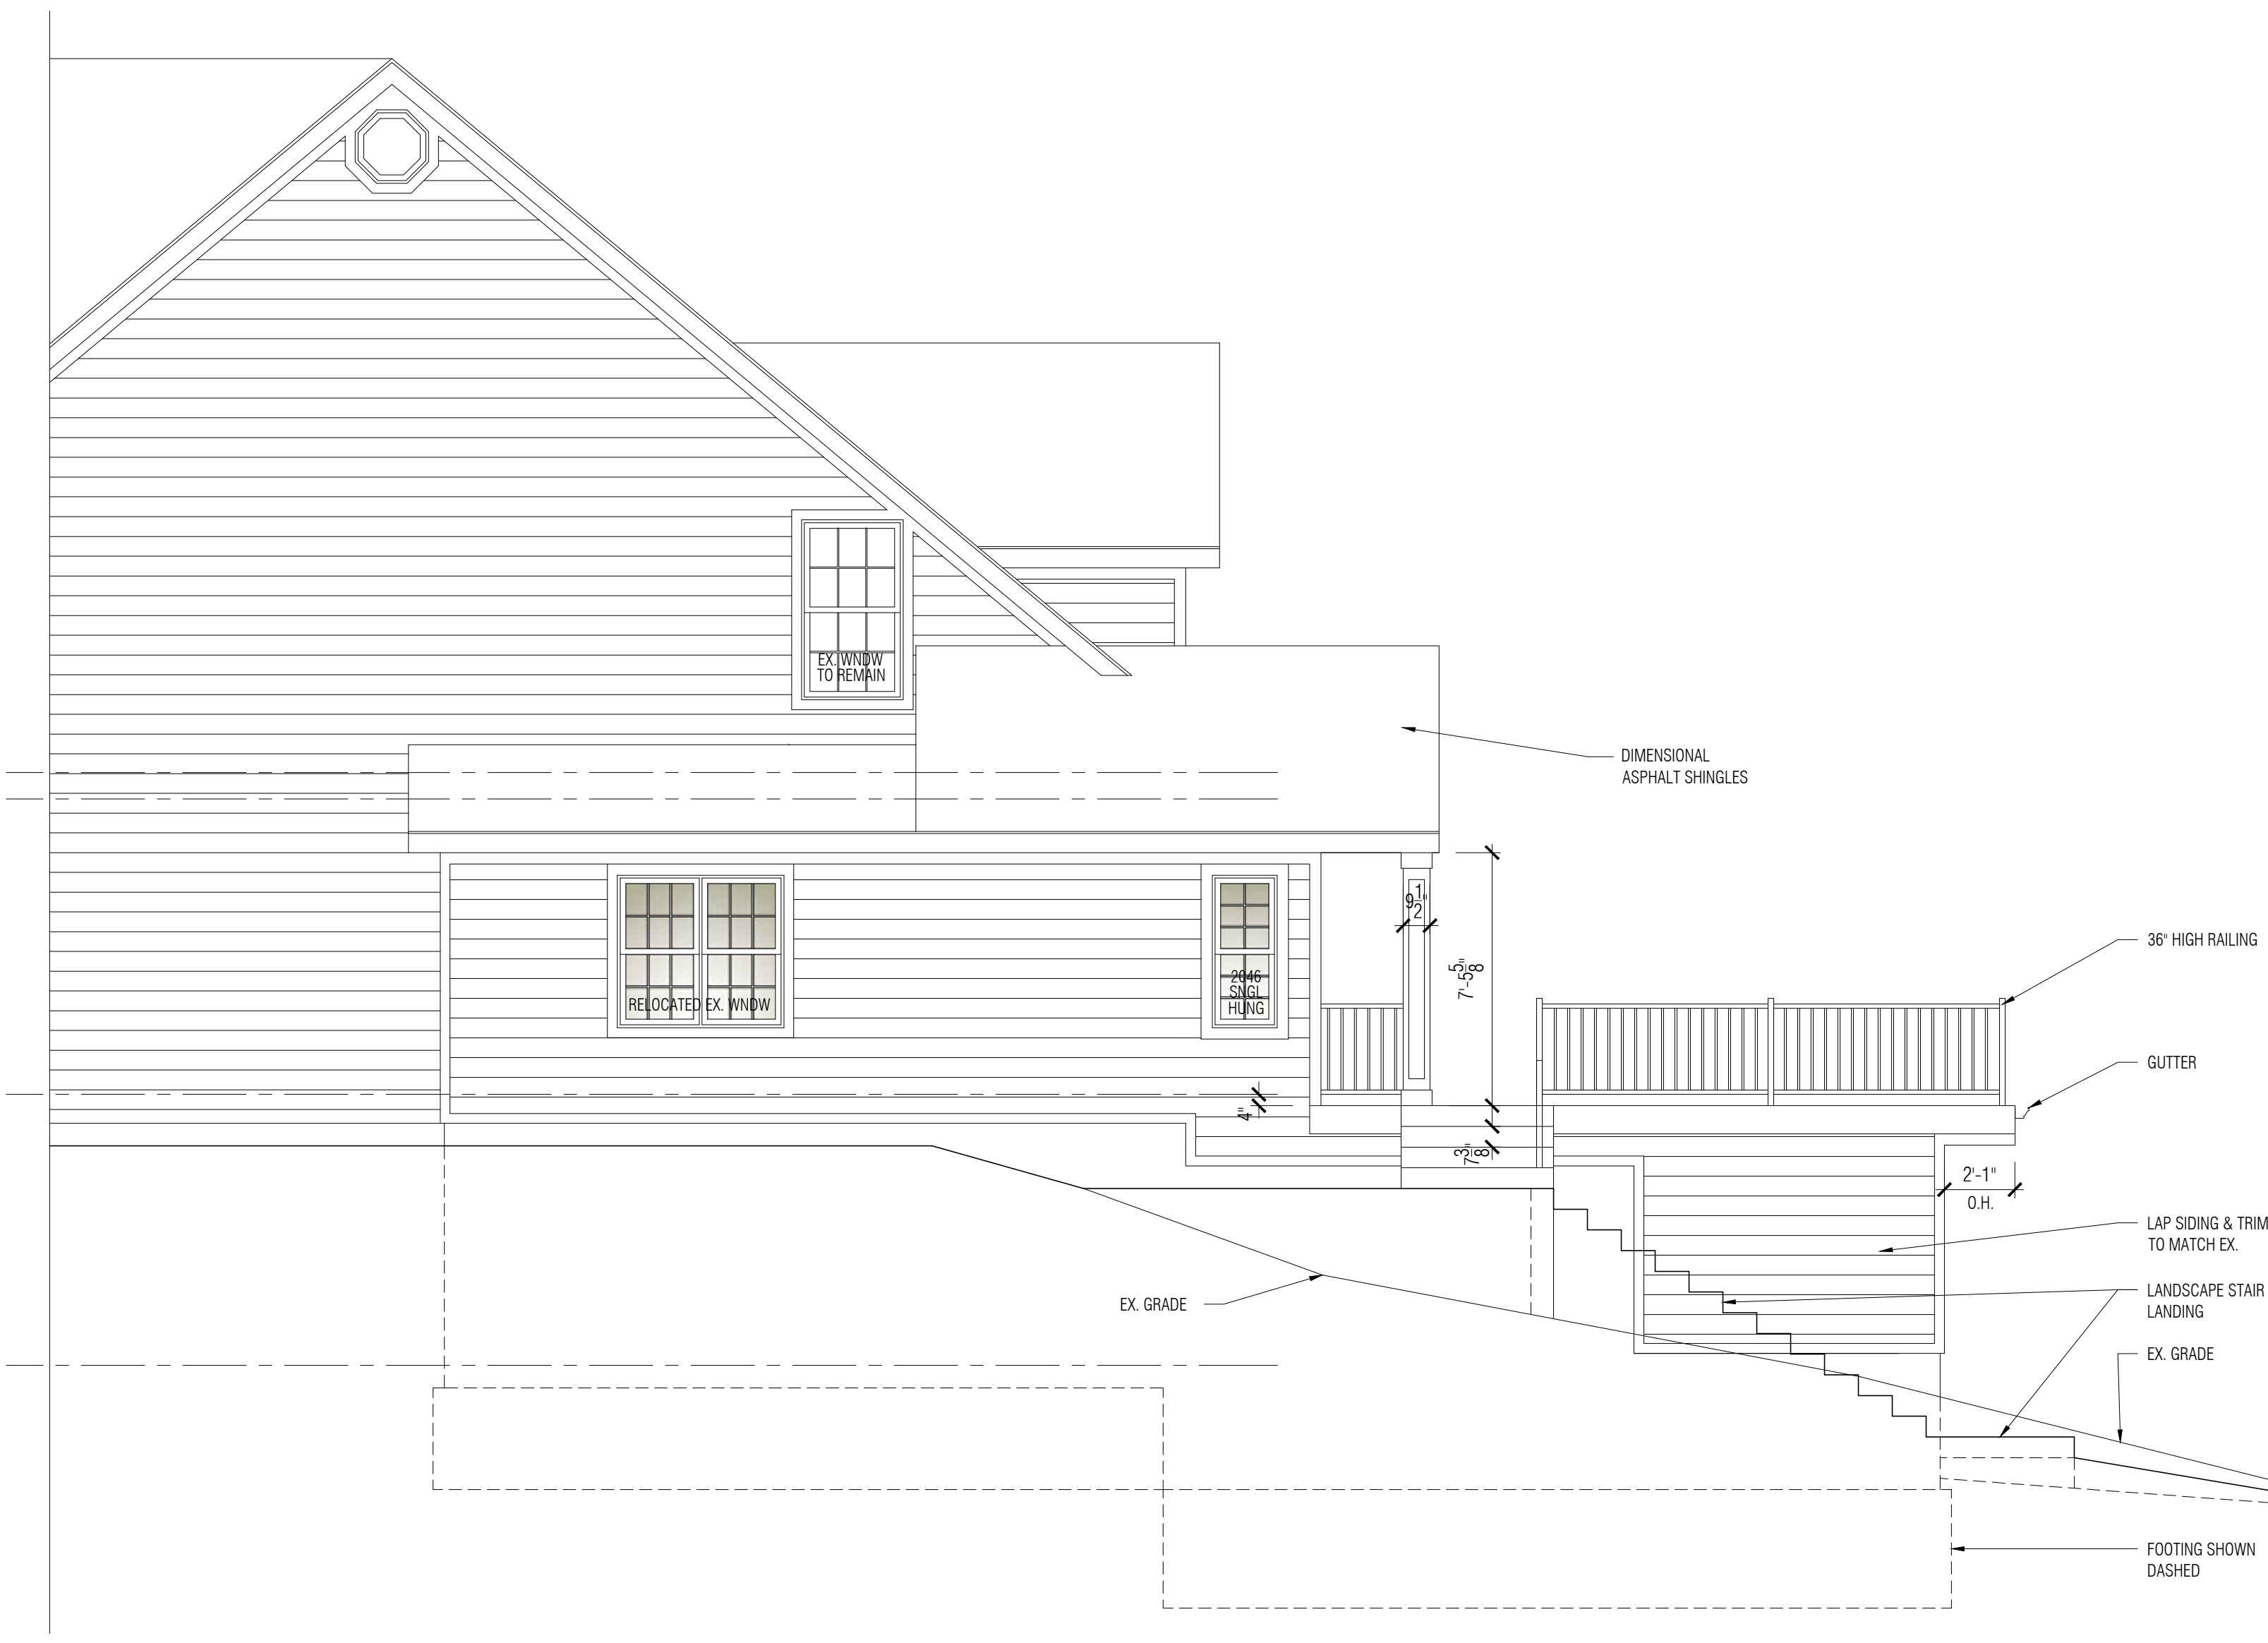 EX. WNDW
TO REMAIN
DIMENSIONAL
ASPHALT SHINGLES
9 1/2"
7'-5 5/8"
36" HIGH RAILING
2046
SNGL
HUNG
RELOCATED EX. WNDW
GUTTER
4"
7 3/8"
2'-1"
O.H.
LAP SIDING & TRIM
TO MATCH EX.
LANDSCAPE STAIR
LANDING
EX. GRADE
EX. GRADE
FOOTING SHOWN
DASHED